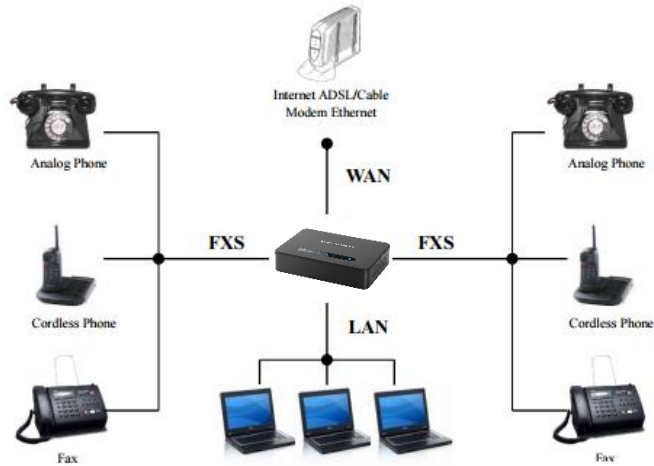 Internet ADSL/Cable
Modem Ethernet
Analog Phone
Analog Phone
WAN
FXS
FXS
Cordless Phone
Cordless Phone
LAN
Fax
Fax